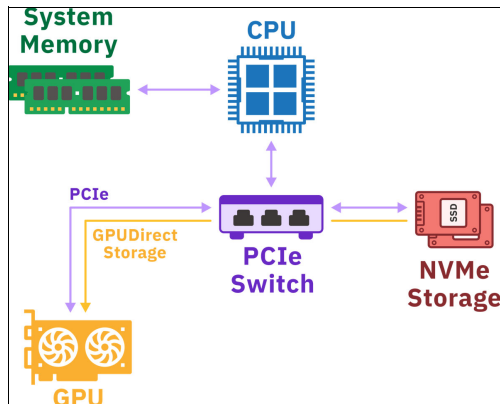 System
Memory
CPU
PCIe
GPUDirect
Storage
PCIe
Switch
SSD
NVMe
Storage
GPU